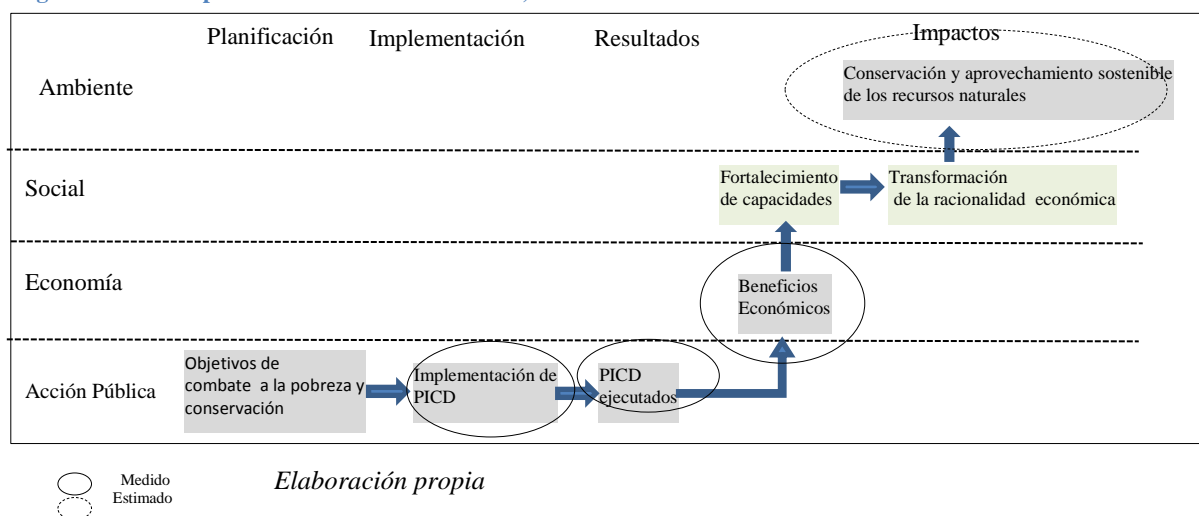 Planificación Implementación Resultados Impactos
Ambiente
Conservación y aprovechamiento sostenible
de los recursos naturales
Social
Fortalecimiento
de capacidades
Transformación
de la racionalidad económica
Economía
Beneficios
Económicos
Acción Pública
Objetivos de
combate a la pobreza y
conservación
Implementación de
PICD
PICD
ejecutados
Medido
Estimado
Elaboración propia